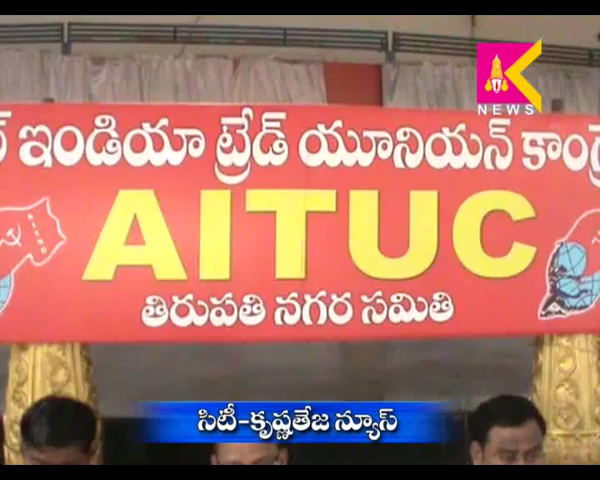 K
NEWS
ఇండియా ట్రేడ్ యూనియన్
AITUC
తిరుపతి నగర సమితి
సిటీ-కృష్ణతేజ న్యూస్